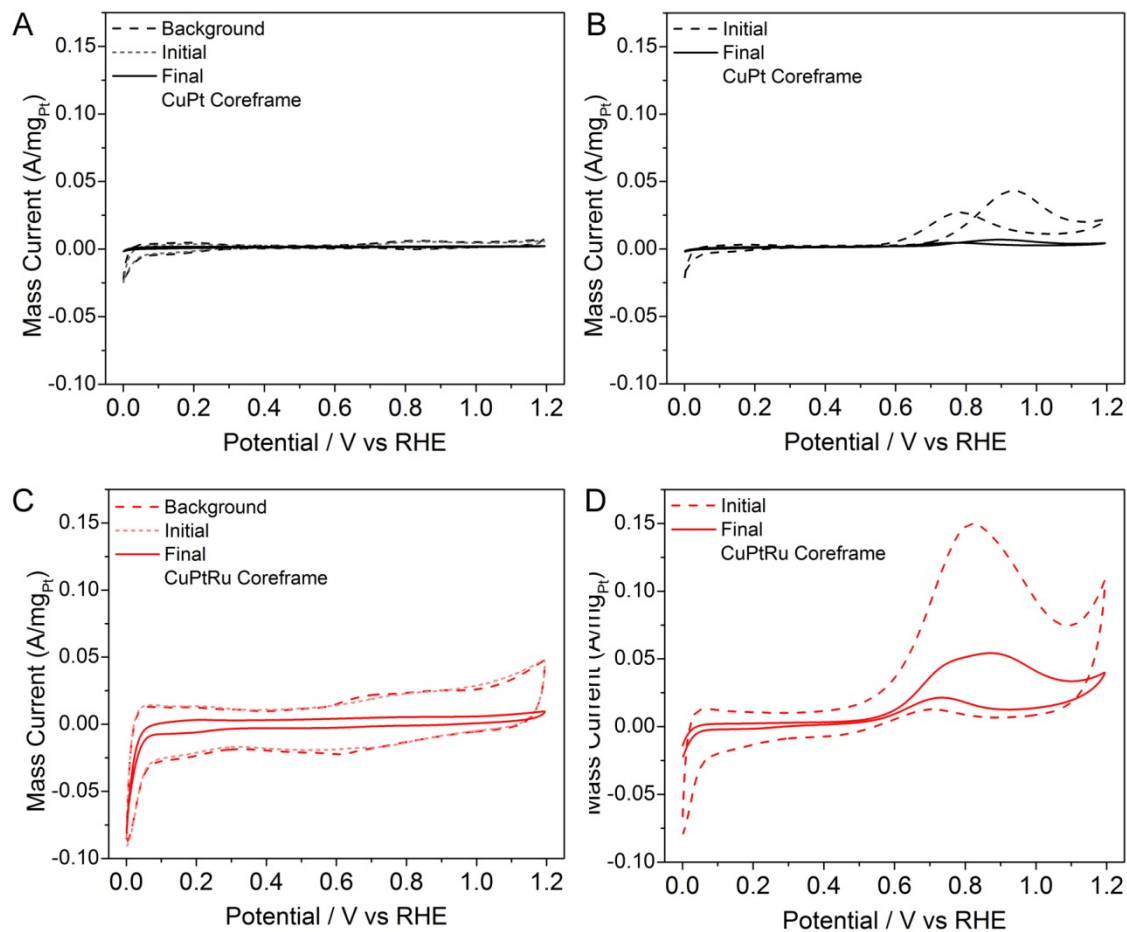 A
Background
Initial
Final
CuPt Coreframe
0.15
0.10
0.05
0.00
-0.05
-0.10
Mass Current (A/mgPt)
0.0 0.2 0.4 0.6 0.8 1.0 1.2
Potential / V vs RHE
B
Initial
Final
CuPt Coreframe
0.15
0.10
0.05
0.00
-0.05
-0.10
Mass Current (A/mgPt)
0.0 0.2 0.4 0.6 0.8 1.0 1.2
Potential / V vs RHE
C
Background
Initial
Final
CuPtRu Coreframe
0.15
0.10
0.05
0.00
-0.05
-0.10
Mass Current (A/mgPt)
0.0 0.2 0.4 0.6 0.8 1.0 1.2
Potential / V vs RHE
D
Initial
Final
CuPtRu Coreframe
0.15
0.10
0.05
0.00
-0.05
-0.10
Mass Current (A/mgPt)
0.0 0.2 0.4 0.6 0.8 1.0 1.2
Potential / V vs RHE